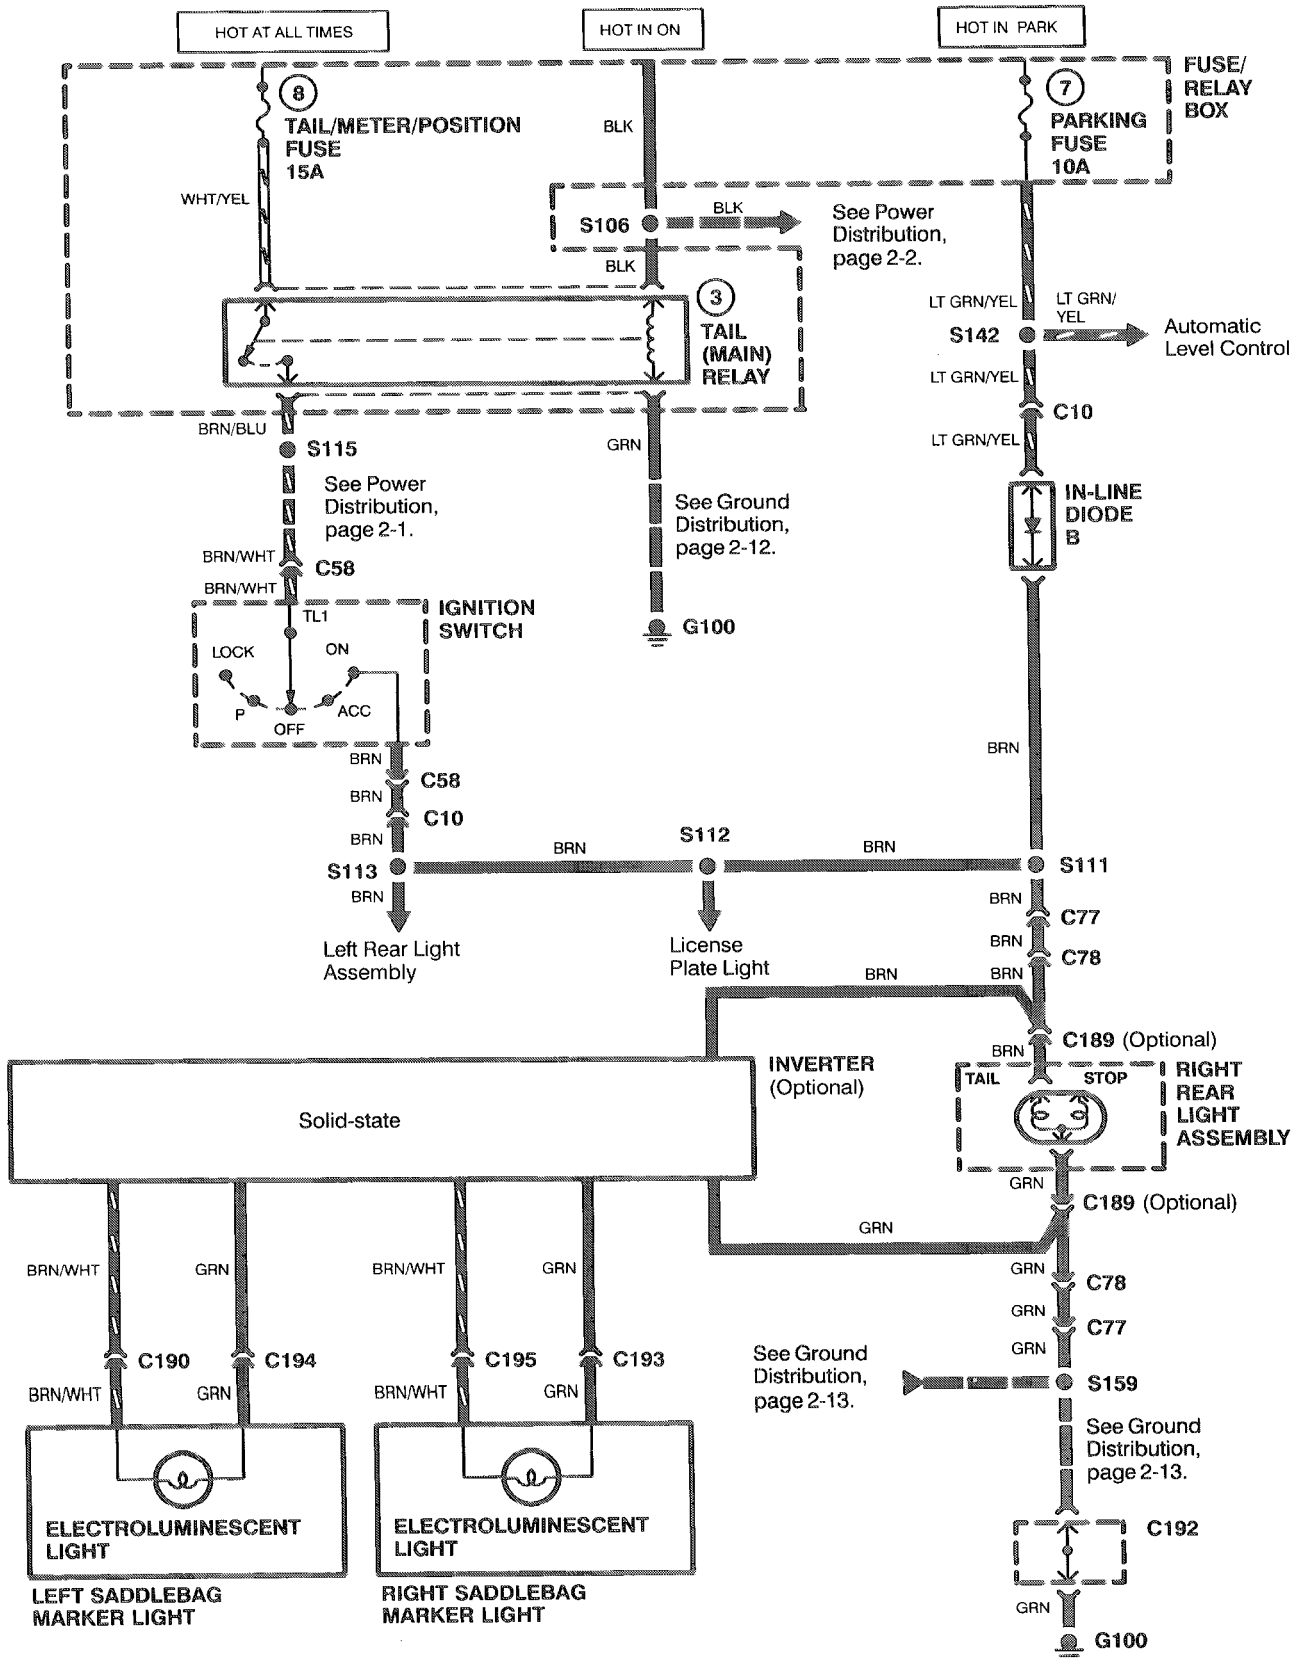 HOT AT ALL TIMES
HOT IN ON
HOT IN PARK
FUSE/
RELAY
BOX
8
TAIL/METER/POSITION
FUSE
15A
BLK
7
PARKING
FUSE
10A
WHT/YEL
S106
BLK
See Power
Distribution,
page 2-2.
BLK
3
TAIL
(MAIN)
RELAY
LT GRN/YEL
LT GRN/
YEL
S142
Automatic
Level Control
LT GRN/YEL
C10
LT GRN/YEL
BRN/BLU
S115
GRN
See Power
Distribution,
page 2-1.
See Ground
Distribution,
page 2-12.
IN-LINE
DIODE
B
BRN/WHT
C58
BRN/WHT
IGNITION
SWITCH
TL1
G100
LOCK
ON
P
OFF
ACC
BRN
BRN
C58
BRN
C10
BRN
S113
BRN
S112
BRN
S111
BRN
Left Rear Light
Assembly
License
Plate Light
BRN
C77
BRN
C78
BRN
BRN
C189 (Optional)
BRN
INVERTER
(Optional)
Solid-state
TAIL
STOP
RIGHT
REAR
LIGHT
ASSEMBLY
GRN
C189 (Optional)
GRN
GRN
C78
GRN
C77
GRN
BRN/WHT
GRN
BRN/WHT
GRN
C190
C194
C195
C193
BRN/WHT
GRN
BRN/WHT
GRN
See Ground
Distribution,
page 2-13.
S159
See Ground
Distribution,
page 2-13.
ELECTROLUMINESCENT
LIGHT
LEFT SADDLEBAG
MARKER LIGHT
ELECTROLUMINESCENT
LIGHT
RIGHT SADDLEBAG
MARKER LIGHT
C192
GRN
G100